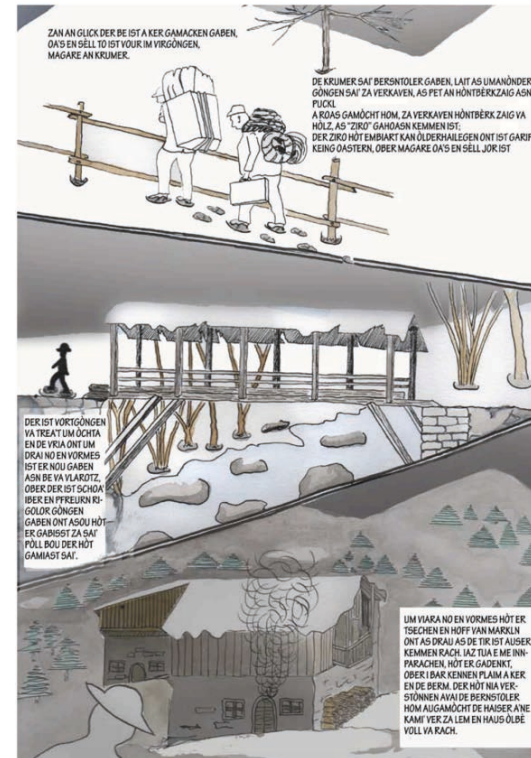 ZAN AN GLICK DER BE IST A KER GAMACKEN GABEN,
OA'S EN SÈLL TO IST VOUR IM VIRGÒNGEN,
MAGARE AN KRUMER.
DE KRUMER SAI' BERSNTOLER GABEN, LAIT AS UMANÒNDER
GÒNGEN SAI' ZA VERKAVEN, AS PET AN HÒNTBÈRKZAIG ASN
PUCKL
A ROAS GAMÒCHT HOM, ZA VERKAVEN HÒNTBÈRK ZAIG VA
HÒLZ, AS "ZIRO" GAHOASN KEMMEN IST;
DER ZIRO HÒT EMBIART KAN ÒLDERHAILEGEN ONT IST GARIFT
KEING OASTERN, OBER MAGARE OA'S EN SÈLL JOR IST
DER IST VORTGÒNGEN
VA TREA'T UM ÒCHTA
EN DE VRIA ONT UM
DRAI NO EN VORMES
IST ER NOU GABEN
ASN BE VA VLAROTZ,
OBER DER IST SCHOA'
IBER EN PFREURN RI-
GOLOR GÒNGEN
GABEN ONT ASOU HÒT
ER GABISST ZA SAI'
PÒLL BOU DER HÒT
GAMIAST SAI'.
UM VIARA NO EN VORMES HÒT ER
TSECHEN EN HOFF VAN MARKLN
ONT AS DRAU AS DE TIR IST AUSER
KEMMEN RACH. IAZ TUA E ME INN-
PARACHEN, HÒT ER GADENKT,
OBER I BAR KENNEN PLAIM A KER
EN DE BERM. DER HÒT NIA VER-
STÒNNEN AVAI DE BERNSTOLER
HOM AUGAMÒCHT DE HAISER A'NE
KAMI' VER ZA LEM EN HAUS ÒLBE
VOLL VA RACH.